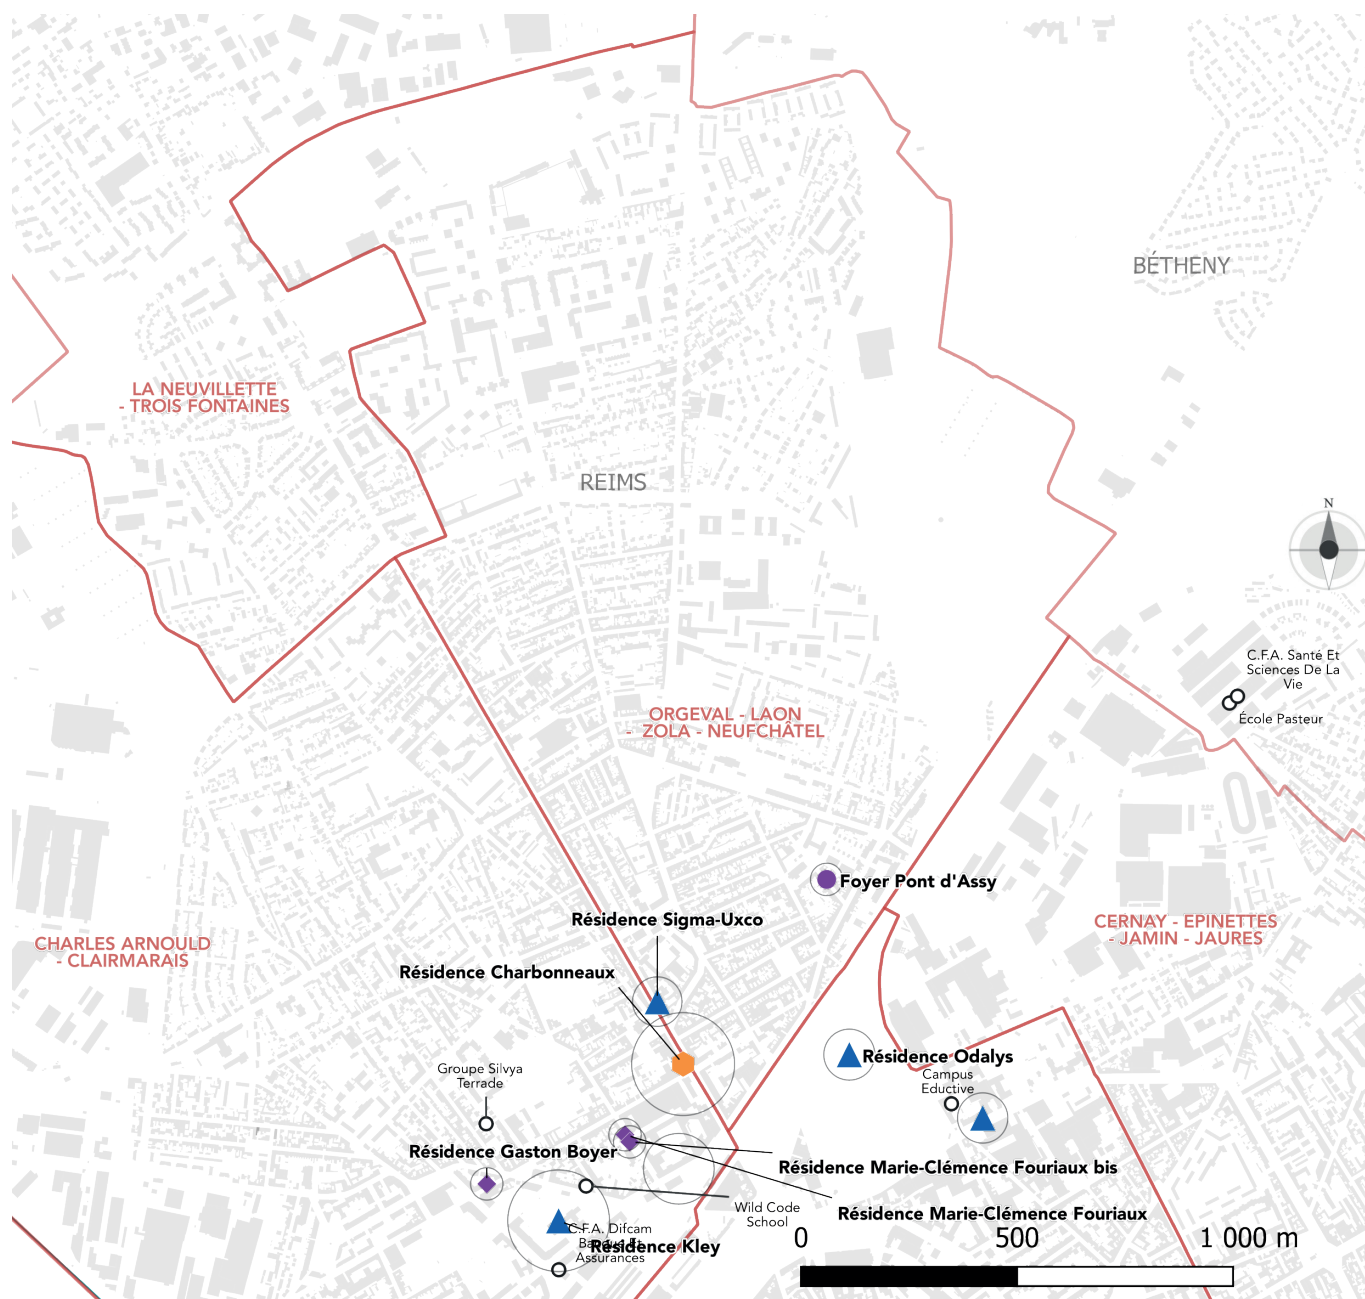 BÉTHENY
LA NEUVILLETTE
- TROIS FONTAINES
REIMS
N
C.F.A. Santé Et
Sciences De La
Vie
École Pasteur
ORGEVAL - LAON
- ZOLA - NEUFCHÂTEL
Foyer Pont d'Assy
Résidence Sigma-Uxco
CERNAY - EPINETTES
- JAMIN - JAURES
CHARLES ARNOULD
- CLAIRMARAIS
Résidence Charbonneaux
Résidence Odalys
Groupe Silvya
Terrade
Campus
Eductive
Résidence Gaston Boyer
Résidence Marie-Clémence Fouriaux bis
Wild Code
School
Résidence Marie-Clémence Fouriaux
C.F.A. Difcam
Banque Et
Assurances
Résidence Kley
0 500 1 000 m